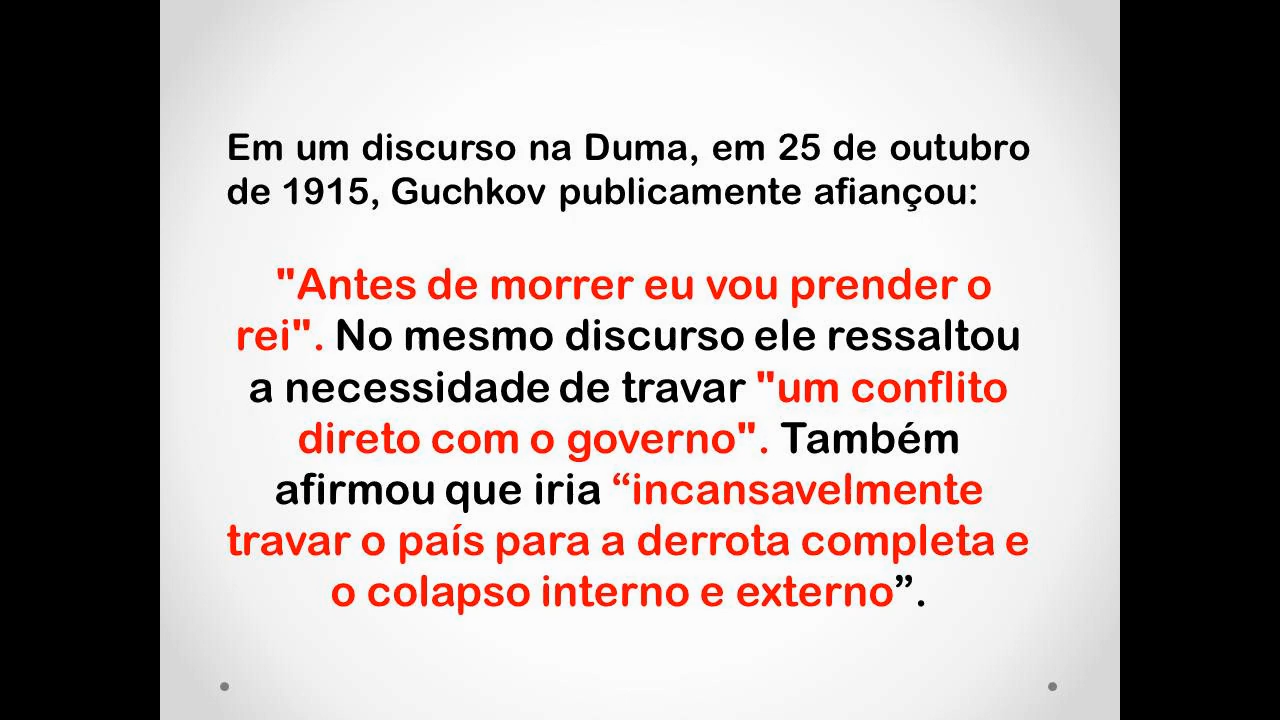 Em um discurso na Duma, em 25 de outubro
de 1915, Guchkov publicamente afiançou:
"Antes de morrer eu vou prender o
rei". No mesmo discurso ele ressaltou
a necessidade de travar "um conflito
direto com o governo". Também
afirmou que iria “incansavelmente
travar o país para a derrota completa e
o colapso interno e externo”.